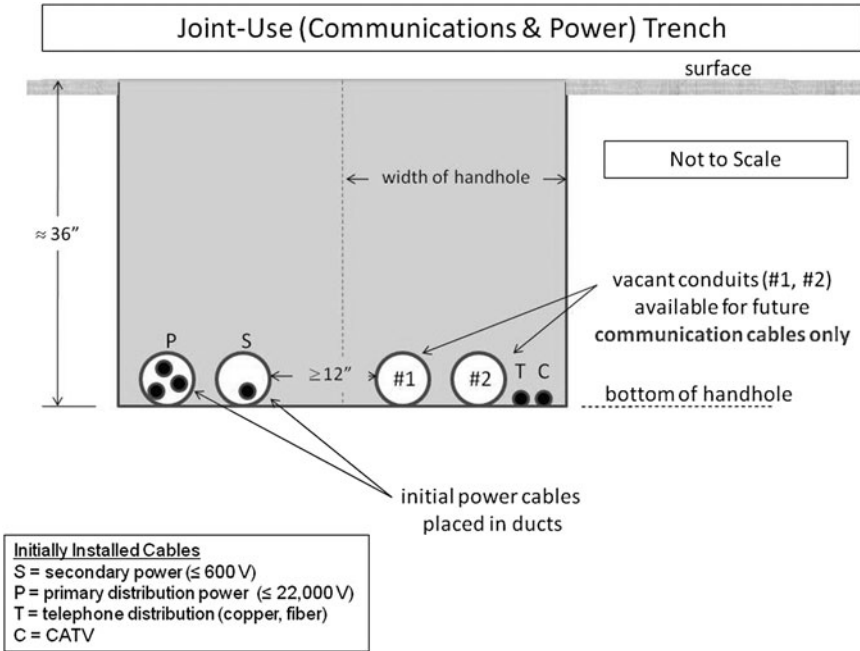 Joint-Use (Communications & Power) Trench
surface
Not to Scale
width of handhole
≈ 36”
vacant conduits (#1, #2)
available for future
communication cables only
P
S
≥12”
#1
#2
T C
bottom of handhole
initial power cables
placed in ducts
Initially Installed Cables
S = secondary power (≤ 600 V)
P = primary distribution power (≤ 22,000 V)
T = telephone distribution (copper, fiber)
C = CATV